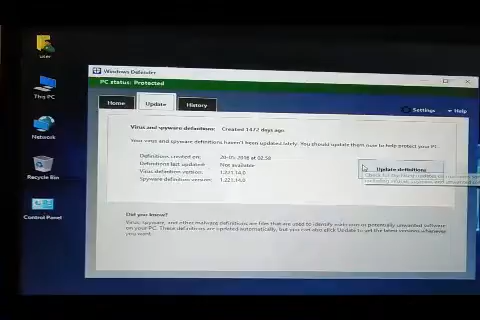 user
This PC
Network
Recycle Bin
Control Panel
Windows Defender
PC status: Protected
Home
Update
History
Settings
Help
Virus and spyware definitions: Created 1472 days ago.
Your virus and spyware definitions haven't been updated lately. You should update them now to help protect your PC.
Definitions created on: 20-05-2016 at 02:58
Definitions last updated: Not available
Virus definition version: 1.221.14.0
Spyware definition version: 1.221.14.0
Update definitions
Did you know?
Virus, spyware, and other malware definitions are files that are used to identify malicious or potentially unwanted software
on your PC. These definitions are updated automatically, but you can also click Update to get the latest versions whenever
you want.